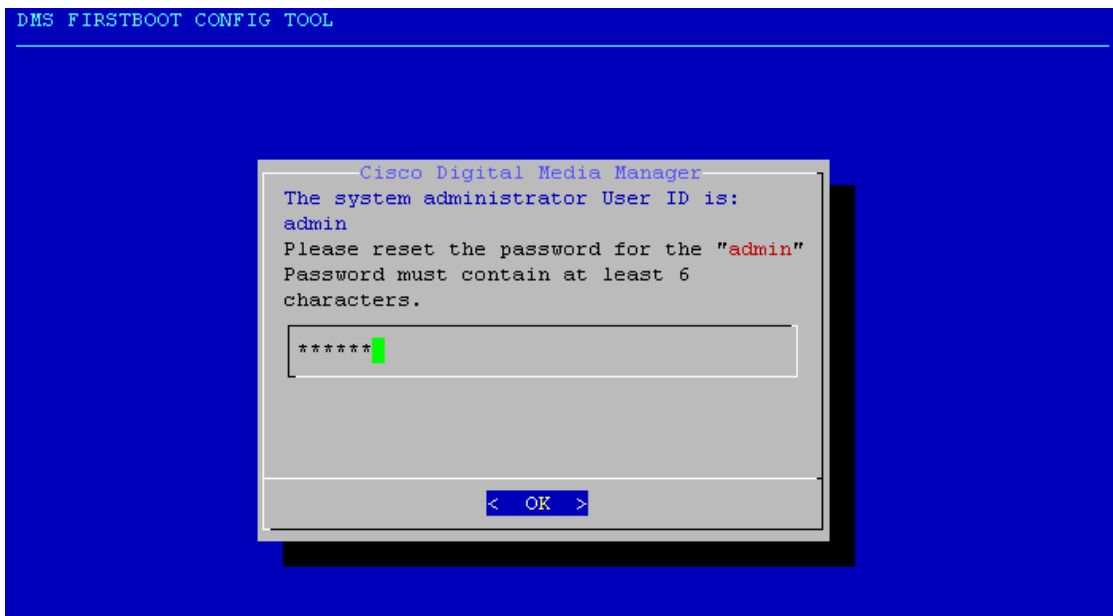 DMS FIRSTBOOT CONFIG TOOL
Cisco Digital Media Manager
The system administrator User ID is:
admin
Please reset the password for the "admin"
Password must contain at least 6
characters.
******
< OK >